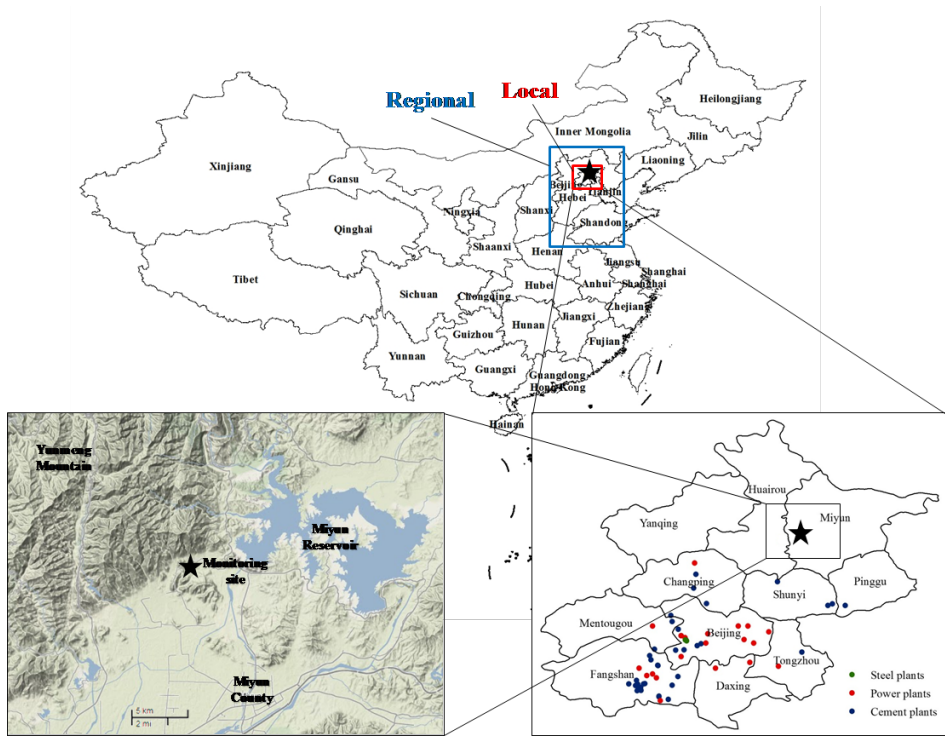 Regional
Local
Heilongjiang
Jilin
Inner Mongolia
Liaoning
Xinjiang
Gansu
Beijing
Tianjin
Hebei
Ningxia
Shanxi
Shandong
Qinghai
Shaanxi
Henan
Jiangsu
Shanghai
Tibet
Sichuan
Chongqing
Hubei
Anhui
Shanghai
Zhejiang
Hunan
Jiangxi
Guizhou
Fujian
Yunnan
Guangxi
Guangdong
Hong Kong
Hainan
Yunmeng
Mountain
Miyun
Reservoir
Monitoring
site
Miyun
County
5 km
2 mi
Huairou
Miyun
Yanqing
Changping
Shunyi
Pinggu
Mentougou
Beijing
Tongzhou
Fangshan
Daxing
Steel plants
Power plants
Cement plants